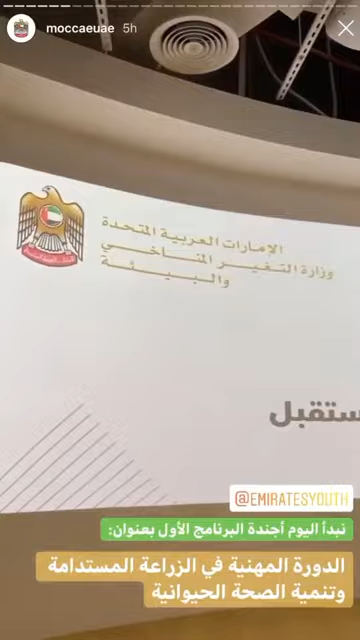 moccaeuae 5h
الإمارات العربية المتحدة
وزارة التغير المناخي
والبيئة
ستقبل
@EMIRATESYOUTH
نبدأ اليوم أجندة البرنامج الأول بعنوان:
الدورة المهنية في الزراعة المستدامة
وتنمية الصحة الحيوانية